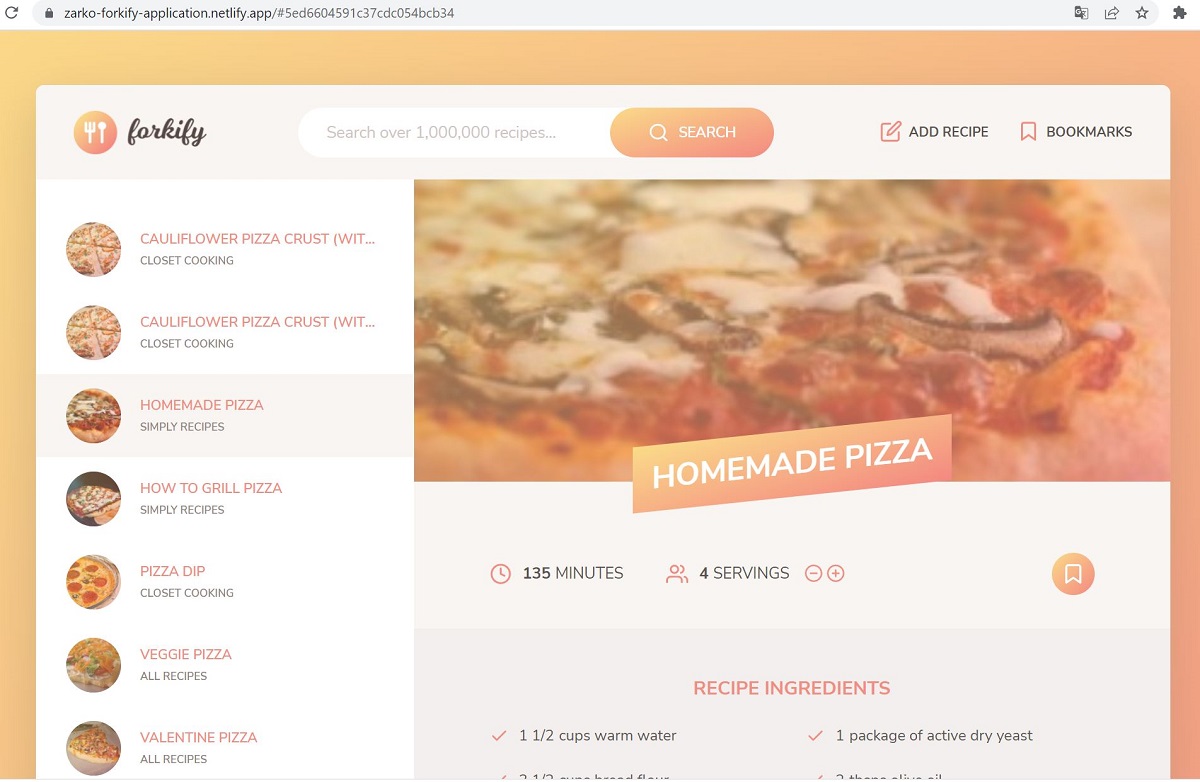 zarko-forkify-application.netlify.app/#5ed6604591c37cdc054bcb34
forkify
Search over 1,000,000 recipes...
SEARCH
ADD RECIPE
BOOKMARKS
CAULIFLOWER PIZZA CRUST (WIT...
CLOSET COOKING
CAULIFLOWER PIZZA CRUST (WIT...
CLOSET COOKING
HOMEMADE PIZZA
SIMPLY RECIPES
HOW TO GRILL PIZZA
SIMPLY RECIPES
PIZZA DIP
CLOSET COOKING
VEGGIE PIZZA
ALL RECIPES
VALENTINE PIZZA
ALL RECIPES
HOMEMADE PIZZA
135 MINUTES
4 SERVINGS
RECIPE INGREDIENTS
1 1/2 cups warm water
1 package of active dry yeast